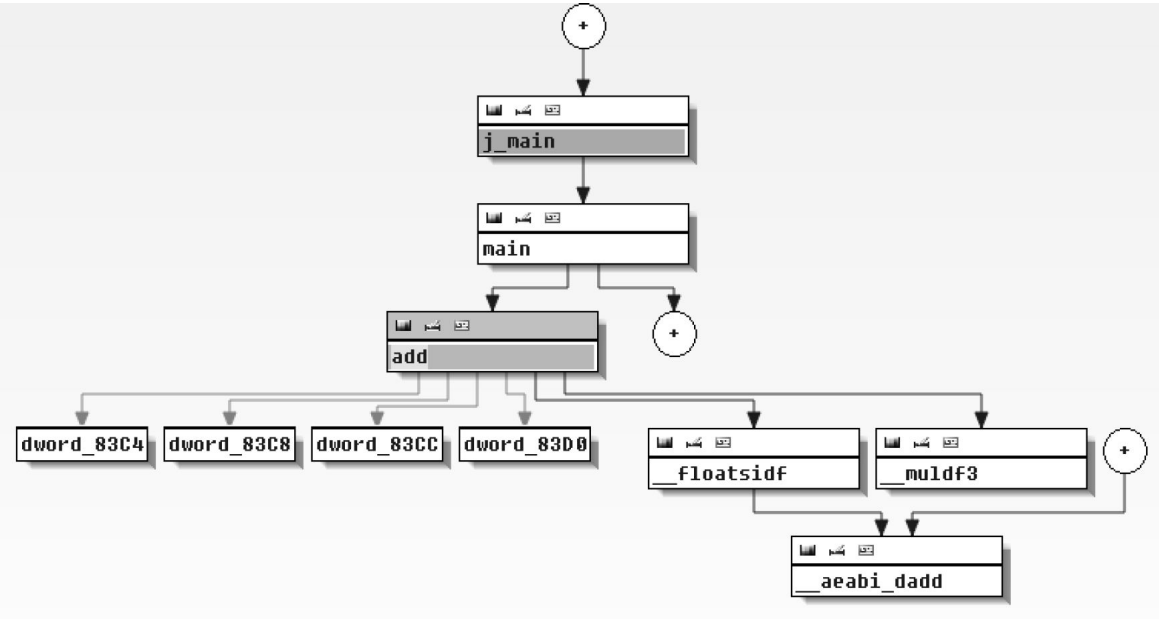 +
j_main
main
add
+
dword_83C4
dword_83C8
dword_83CC
dword_83D0
__floatsidf
__muldf3
+
__aeabi_dadd